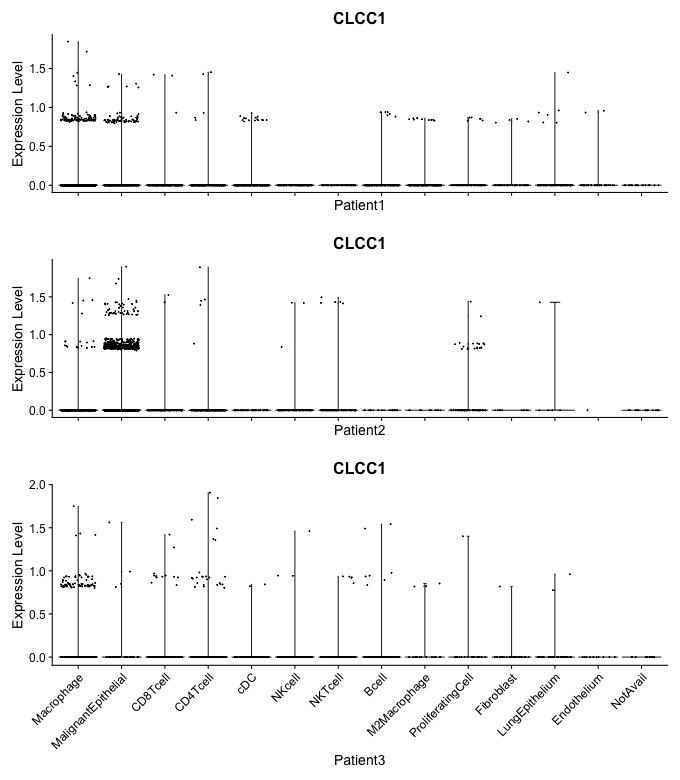 CLCC1
Expression Level
1.5
1.0
0.5
0.0
Patient1
CLCC1
Expression Level
1.5
1.0
0.5
0.0
Patient2
CLCC1
Expression Level
2.0
1.5
1.0
0.5
0.0
Macrophage
MalignantEpithelial
CD8Tcell
CD4Tcell
cDC
NKcell
NKTcell
Bcell
M2Macrophage
ProliferatingCell
Fibroblast
LungEpithelium
Endothelium
NotAvail
Patient3